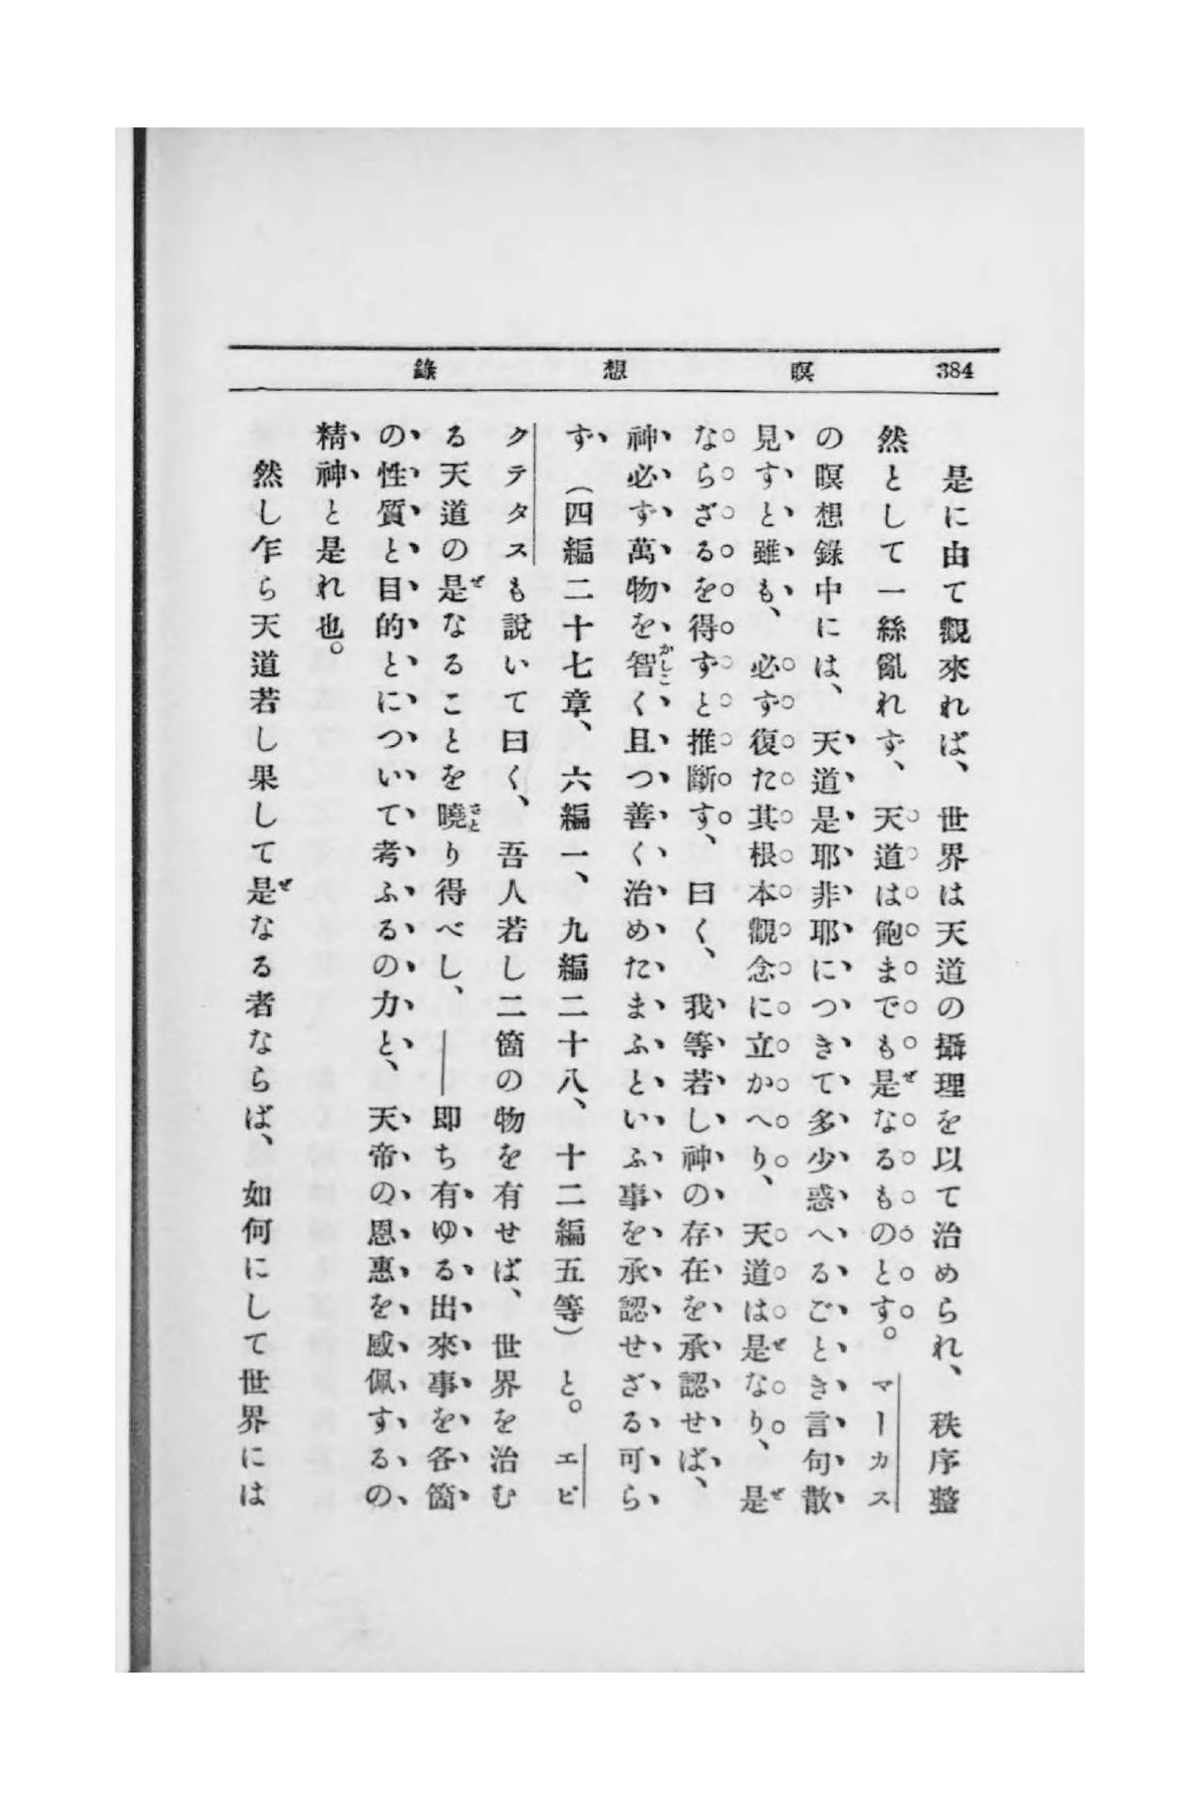 384 瞑想錄
是に由て觀來れば、世界は天道の攝理を以て治められ、秩序整
然として一絲亂れず、天道は飽までも是なるものとす。マーカス
の瞑想錄中には、天道是耶非耶につきて多少惑へるごとき言句散
見すと雖も、必ず復た其根本觀念に立かへり、天道は是なり、是
ならざるを得ずと推斷す、曰く、我等若し神の存在を承認せば、
神必ず萬物を智く且つ善く治めたまふといふ事を承認せざる可ら
ず（四編二十七章、六編一、九編二十八、十二編五等）と。エピ
クテタスも說いて曰く、吾人若し二箇の物を有せば、世界を治む
る天道の是なることを曉り得べし、――卽ち有ゆる出來事を各箇
の性質と目的とについて考ふるの力と、天帝の恩惠を感佩するの
精神と是れ也。
然し乍ら天道若し果して是なる者ならば、如何にして世界には